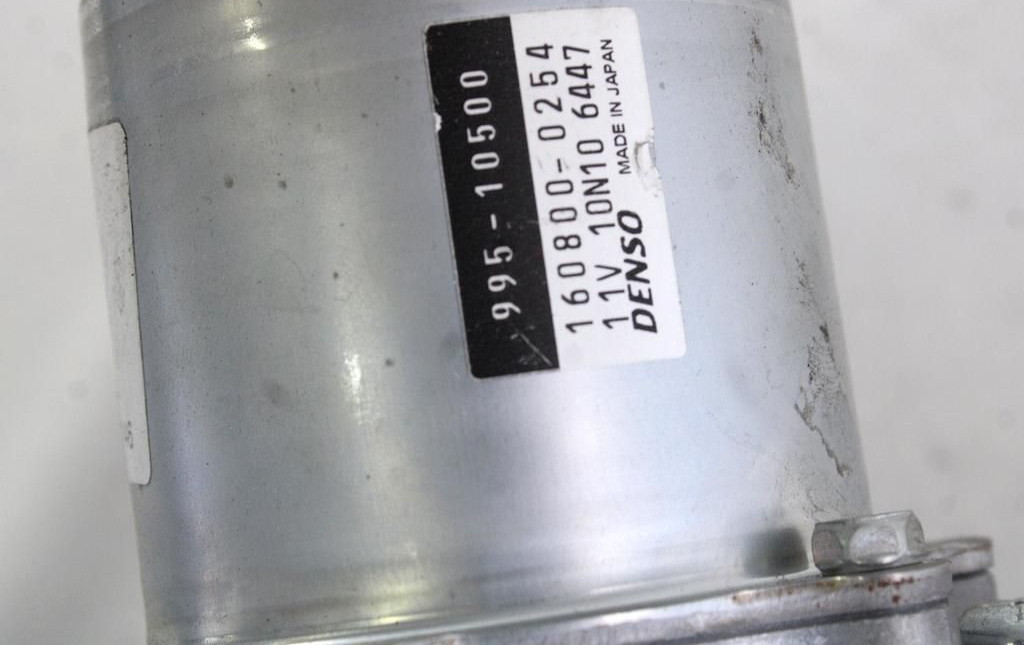 995-10500
160800-0254
11V 10N10 6447
DENSO MADE IN JAPAN